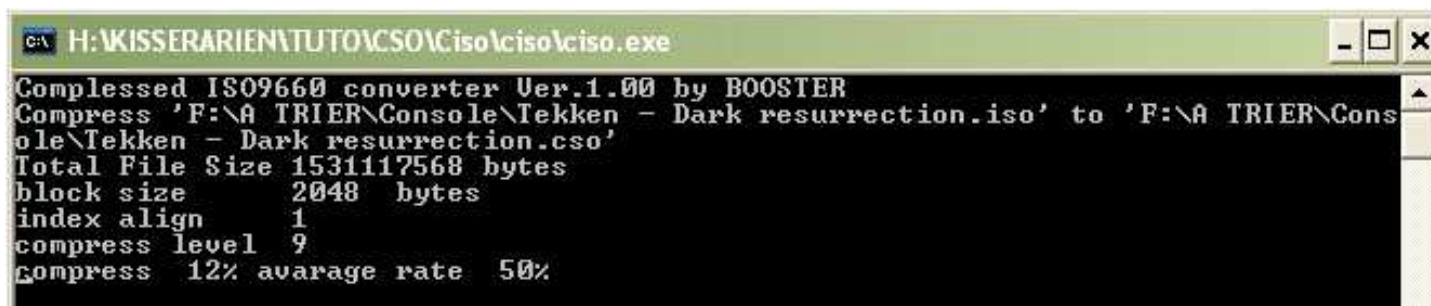 H:\KISSERARIEN\TUTO\CSO\Ciso\ciso\ciso.exe
Complessed ISO9660 converter Ver.1.00 by BOOSTER
Compress 'F:\A TRIER\Console\Tekken - Dark resurrection.iso' to 'F:\A TRIER\Cons
ole\Tekken - Dark resurrection.cso'
Total File Size 1531117568 bytes
block size 2048 bytes
index align 1
compress level 9
compress 12% avarage rate 50%